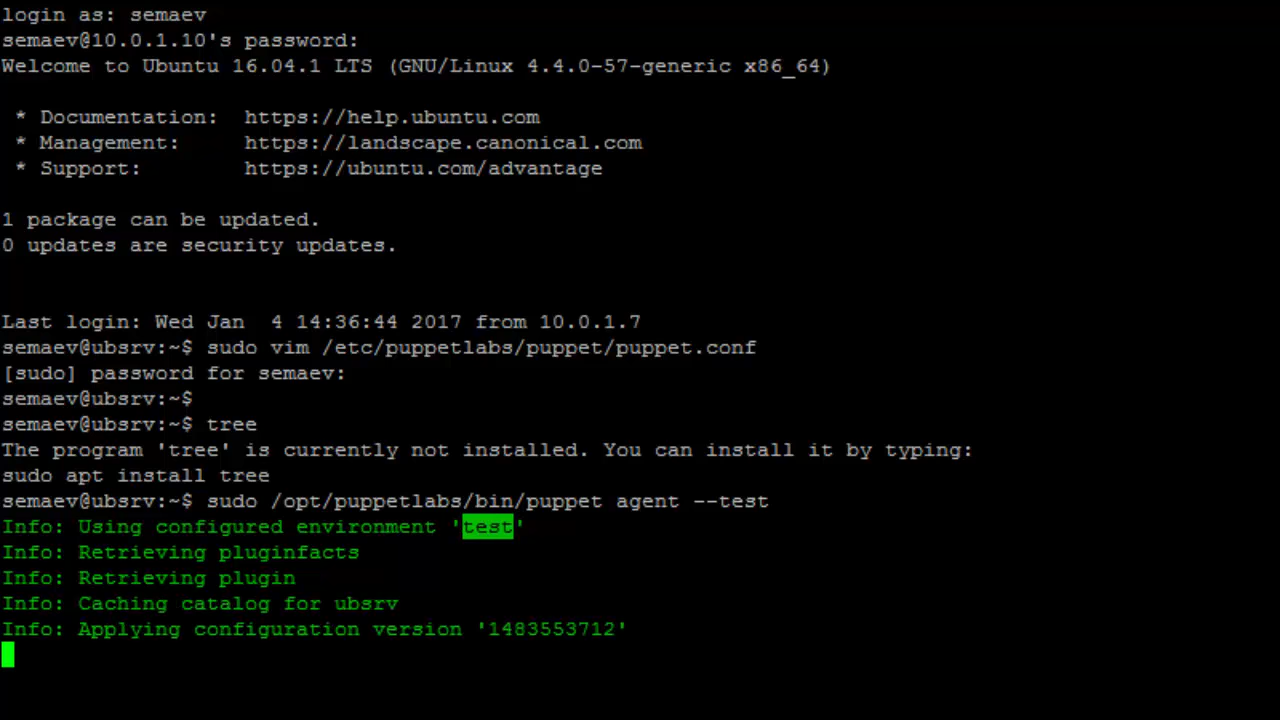 login as: semaev
semaev@10.0.1.10's password:
Welcome to Ubuntu 16.04.1 LTS (GNU/Linux 4.4.0-57-generic x86_64)
* Documentation:  https://help.ubuntu.com
* Management:     https://landscape.canonical.com
* Support:        https://ubuntu.com/advantage
1 package can be updated.
0 updates are security updates.
Last login: Wed Jan  4 14:36:44 2017 from 10.0.1.7
semaev@ubsrv:~$ sudo vim /etc/puppetlabs/puppet/puppet.conf
[sudo] password for semaev:
semaev@ubsrv:~$
semaev@ubsrv:~$ tree
The program 'tree' is currently not installed. You can install it by typing:
sudo apt install tree
semaev@ubsrv:~$ sudo /opt/puppetlabs/bin/puppet agent --test
Info: Using configured environment 'test'
Info: Retrieving pluginfacts
Info: Retrieving plugin
Info: Caching catalog for ubsrv
Info: Applying configuration version '1483553712'